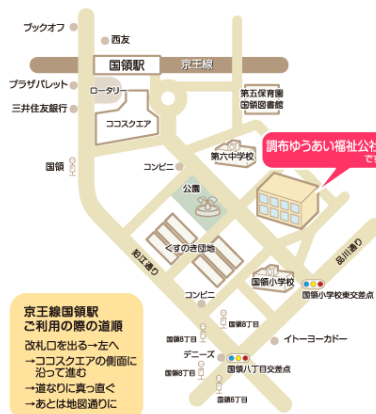 ブックオフ
西友
国領駅
京王線
プラザパレット
ロータリー
三井住友銀行
ココスクエア
第五保育園
国領図書館
国領
コンビニ
第六中学校
調布ゆうあい福祉公社
です
公園
くすのき団地
狛江通り
品川通り
国領小学校
国領小学校東交差点
コンビニ
国領8丁目
国領8丁目
イトーヨーカドー
デニーズ
国領八丁目交差点
国領8丁目
国領8丁目
京王線国領駅
ご利用の際の道順
改札口を出る→左へ
→ココスクエアの側面に
沿って進む
→道なりに真っ直ぐ
→あとは地図通りに